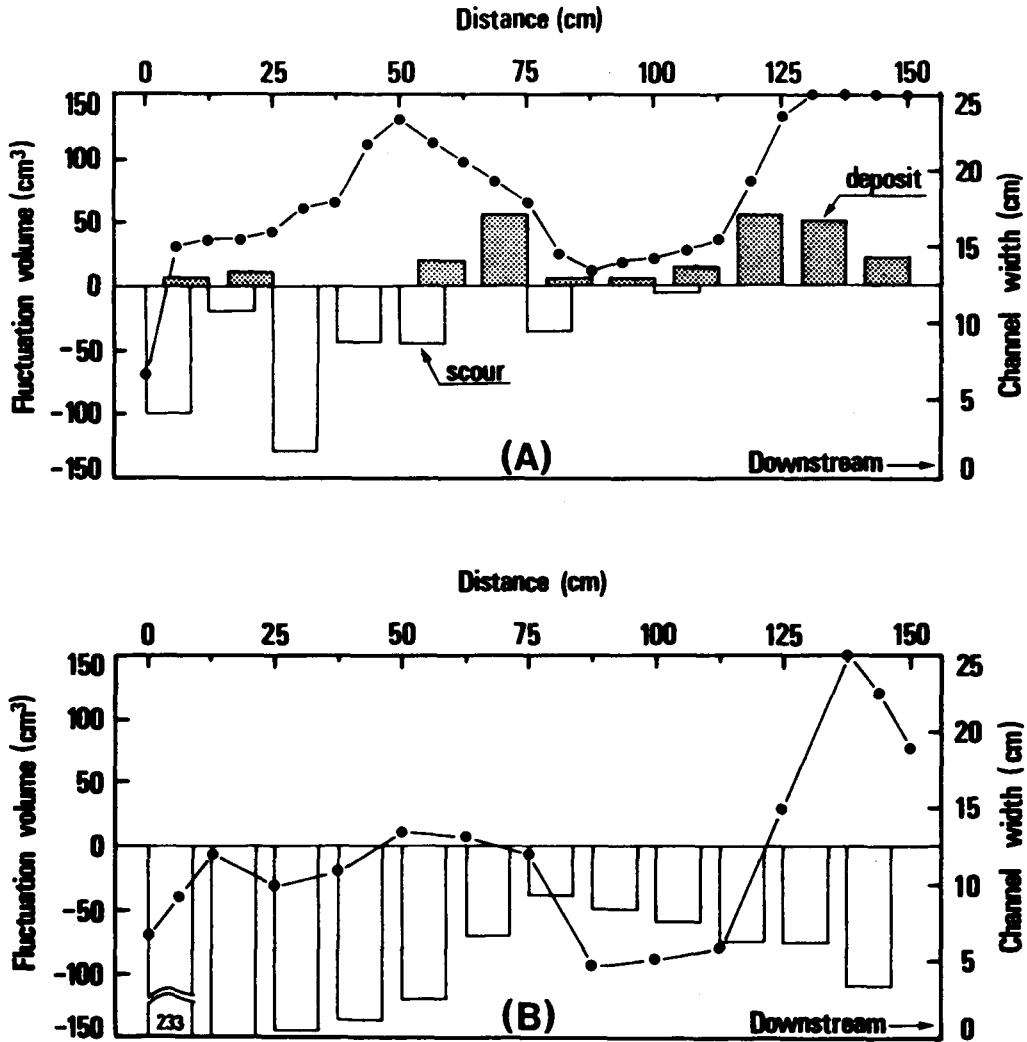 Distance (cm)
0 25 50 75 100 125 150
Fluctuation volume (cm³)
150
100
50
0
-50
-100
-150
25
20
15
10
5
0
Channel width (cm)
deposit
scour
(A)
Downstream
Distance (cm)
0 25 50 75 100 125 150
Fluctuation volume (cm³)
150
100
50
0
-50
-100
-150
25
20
15
10
5
0
Channel width (cm)
233
(B)
Downstream